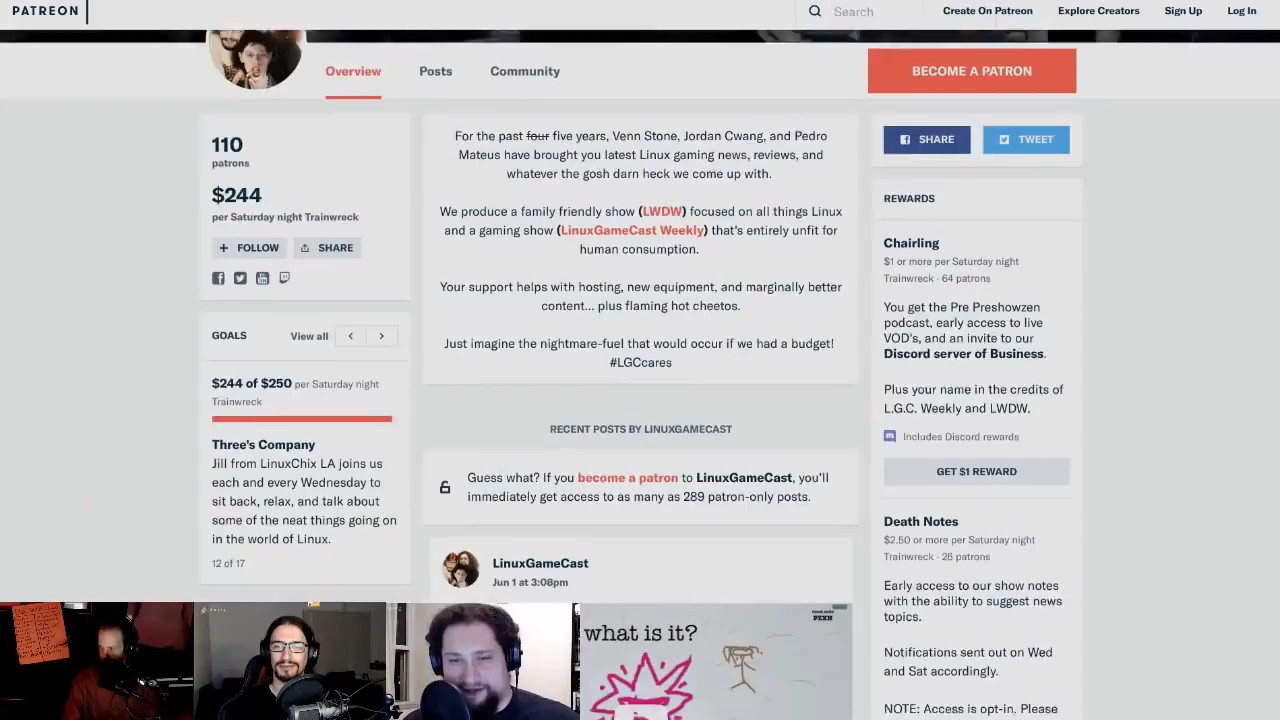 PATREON
Search
Create On Patreon
Explore Creators
Sign Up
Log In
Overview
Posts
Community
BECOME A PATRON
110
patrons
$244
per Saturday night Trainwreck
FOLLOW
SHARE
GOALS
View all
$244 of $250 per Saturday night
Trainwreck
Three's Company
Jill from LinuxChix LA joins us
each and every Wednesday to
sit back, relax, and talk about
some of the neat things going on
in the world of Linux.
12 of 17
For the past four five years, Venn Stone, Jordan Cwang, and Pedro
Mateus have brought you latest Linux gaming news, reviews, and
whatever the gosh darn heck we come up with.
We produce a family friendly show (LWDW) focused on all things Linux
and a gaming show (LinuxGameCast Weekly) that's entirely unfit for
human consumption.
Your support helps with hosting, new equipment, and marginally better
content... plus flaming hot cheetos.
Just imagine the nightmare-fuel that would occur if we had a budget!
#LGCcares
RECENT POSTS BY LINUXGAMECAST
Guess what? If you become a patron to LinuxGameCast, you'll
immediately get access to as many as 289 patron-only posts.
LinuxGameCast
Jun 1 at 3:08pm
SHARE
TWEET
REWARDS
Chairling
$1 or more per Saturday night
Trainwreck · 64 patrons
You get the Pre Preshowzen
podcast, early access to live
VOD's, and an invite to our
Discord server of Business.
Plus your name in the credits of
L.G.C. Weekly and LWDW.
Includes Discord rewards
GET $1 REWARD
Death Notes
$2.50 or more per Saturday night
Trainwreck · 26 patrons
Early access to our show notes
with the ability to suggest news
topics.
Notifications sent out on Wed
and Sat accordingly.
NOTE: Access is opt-in. Please
what is it?